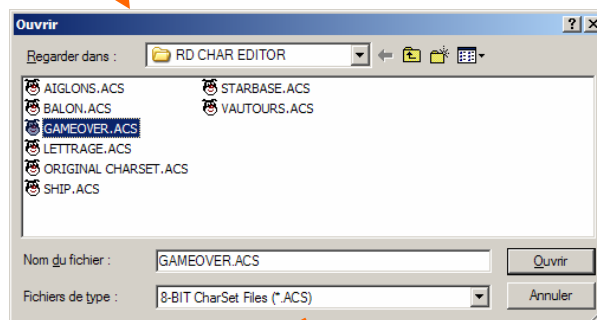 Ouvrir
Regarder dans : RD CHAR EDITOR
AIGLONS.ACS STARBASE.ACS
BALON.ACS VAUTOURS.ACS
GAMEOVER.ACS
LETTRAGE.ACS
ORIGINAL CHARSET.ACS
SHIP.ACS
Nom du fichier : GAMEOVER.ACS Ouvrir
Fichiers de type : 8-BIT CharSet Files (*.ACS) Annuler